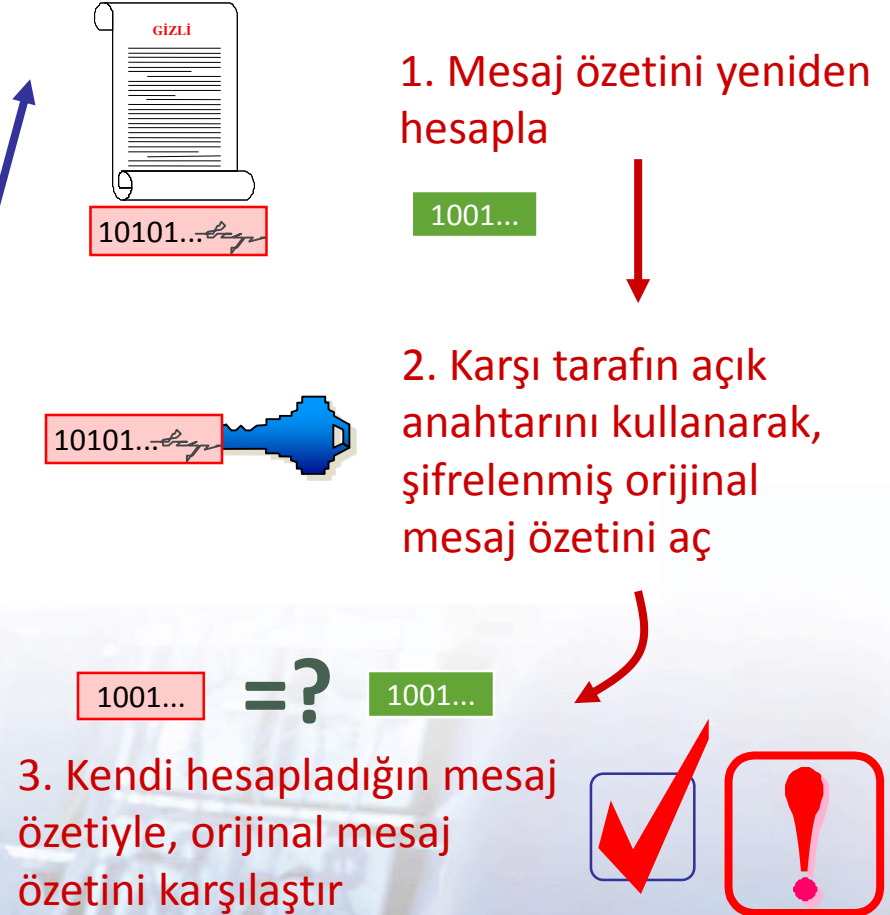 GİZLİ
10101...
1. Mesaj özetini yeniden
hesapla
1001...
10101...
2. Karşı tarafın açık
anahtarını kullanarak,
şifrelenmiş orijinal
mesaj özetini aç
1001... =? 1001...
3. Kendi hesapladığın mesaj
özetiyle, orijinal mesaj
özetini karşılaştır
!